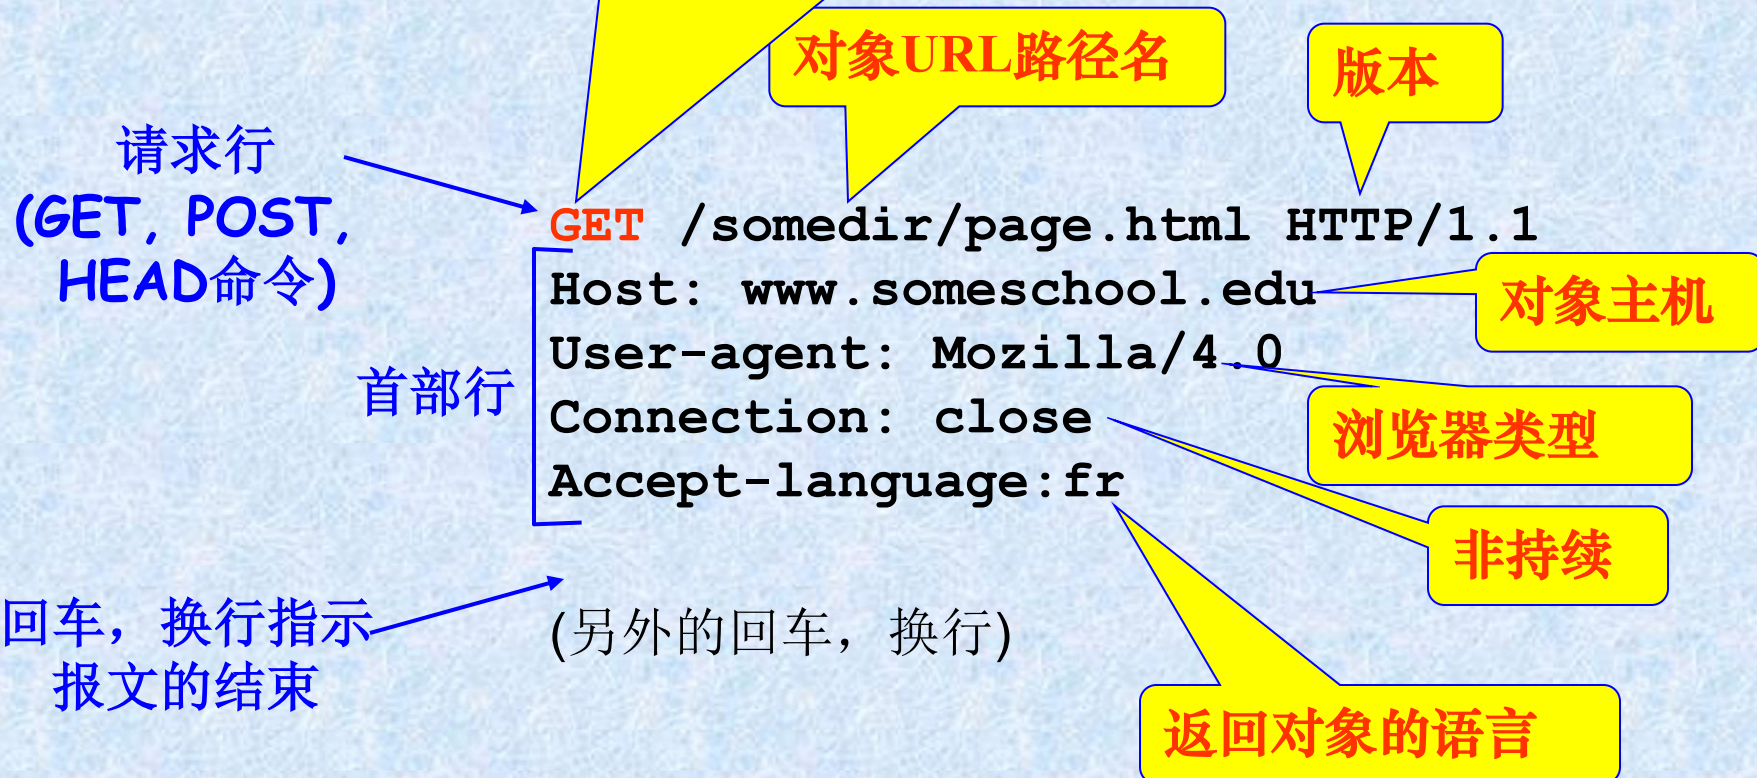 对象URL路径名
版本
请求行
(GET, POST,
HEAD命令)
GET /somedir/page.html HTTP/1.1
Host: www.someschool.edu
对象主机
User-agent: Mozilla/4.0
首部行
浏览器类型
Connection: close
Accept-language:fr
非持续
回车，换行指示
报文的结束
(另外的回车，换行)
返回对象的语言